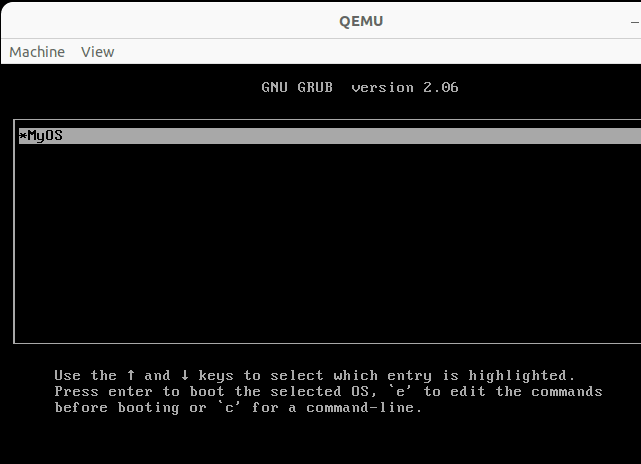 QEMU
Machine View
GNU GRUB version 2.06
*MyOS
Use the ↑ and ↓ keys to select which entry is highlighted.
Press enter to boot the selected OS, `e' to edit the commands
before booting or `c' for a command-line.